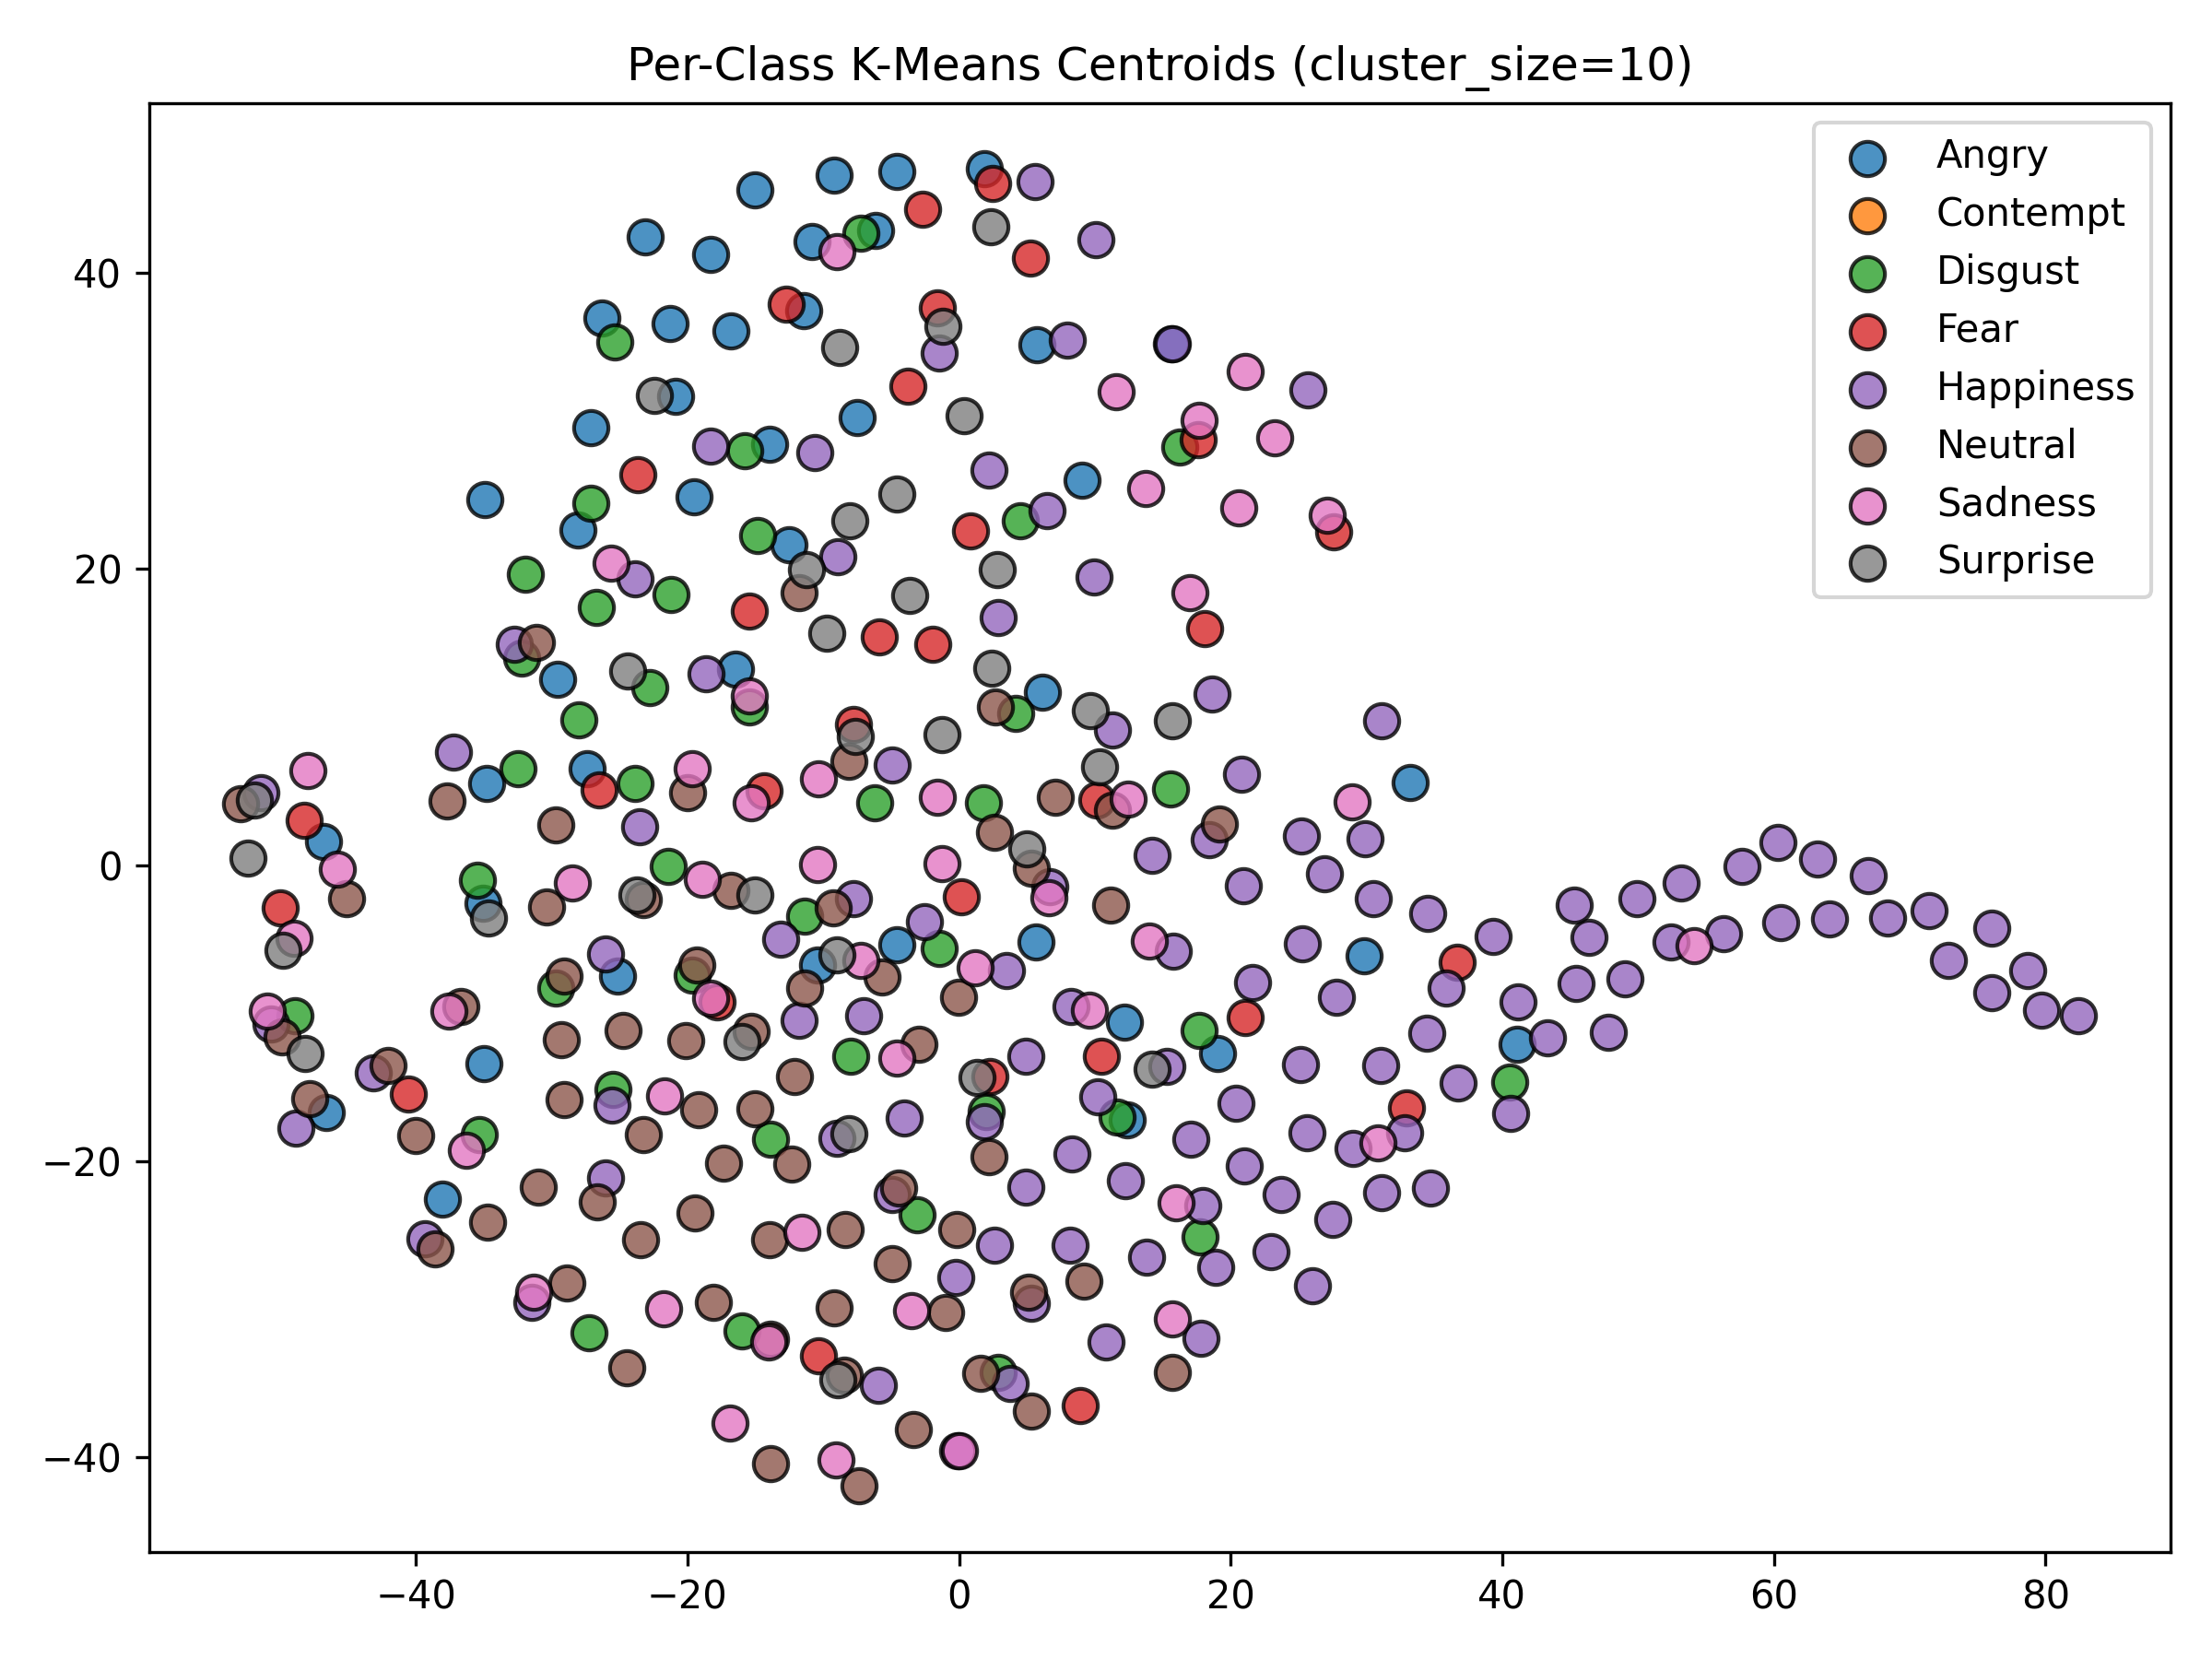 Per-Class K-Means Centroids (cluster_size=10)
Angry
Contempt
Disgust
Fear
Happiness
Neutral
Sadness
Surprise
40
20
0
−20
−40
−40 −20 0 20 40 60 80